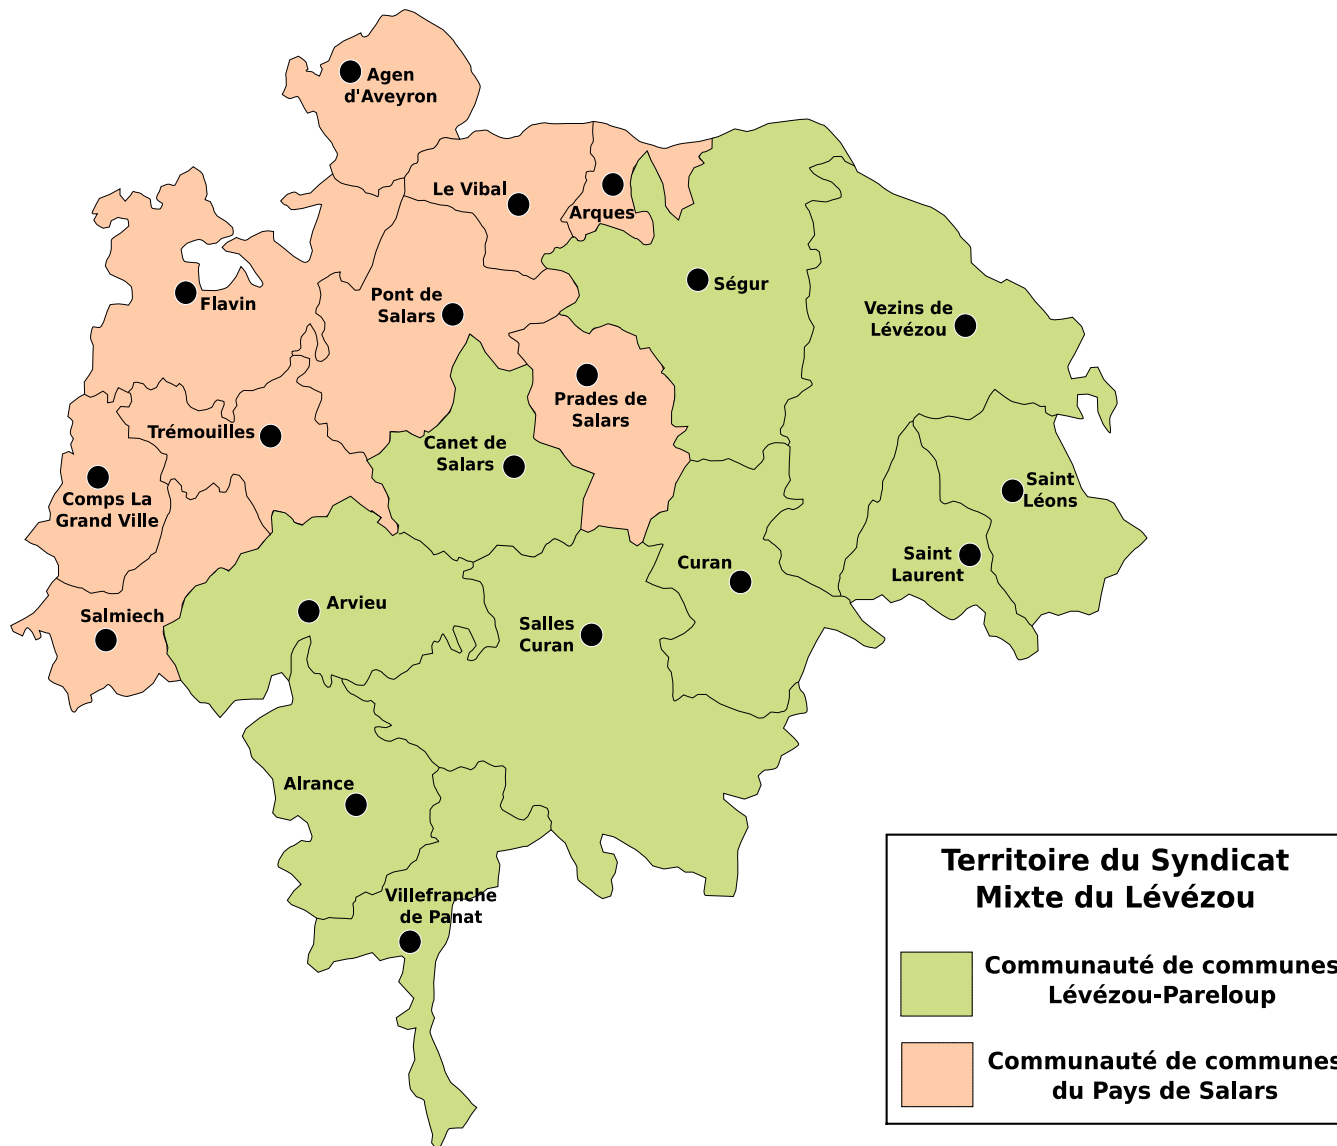 Agen
d'Aveyron
Le Vibal
Arques
Flavin
Pont de
Salars
Ségur
Vezins de
Lévézou
Prades de
Salars
Trémouilles
Canet de
Salars
Comps La
Grand Ville
Saint
Léons
Saint
Laurent
Curan
Salmiech
Arvieu
Salles
Curan
Alrance
Villefranche
de Panat
Territoire du Syndicat
Mixte du Lévézou
Communauté de communes
Lévézou-Pareloup
Communauté de communes
du Pays de Salars